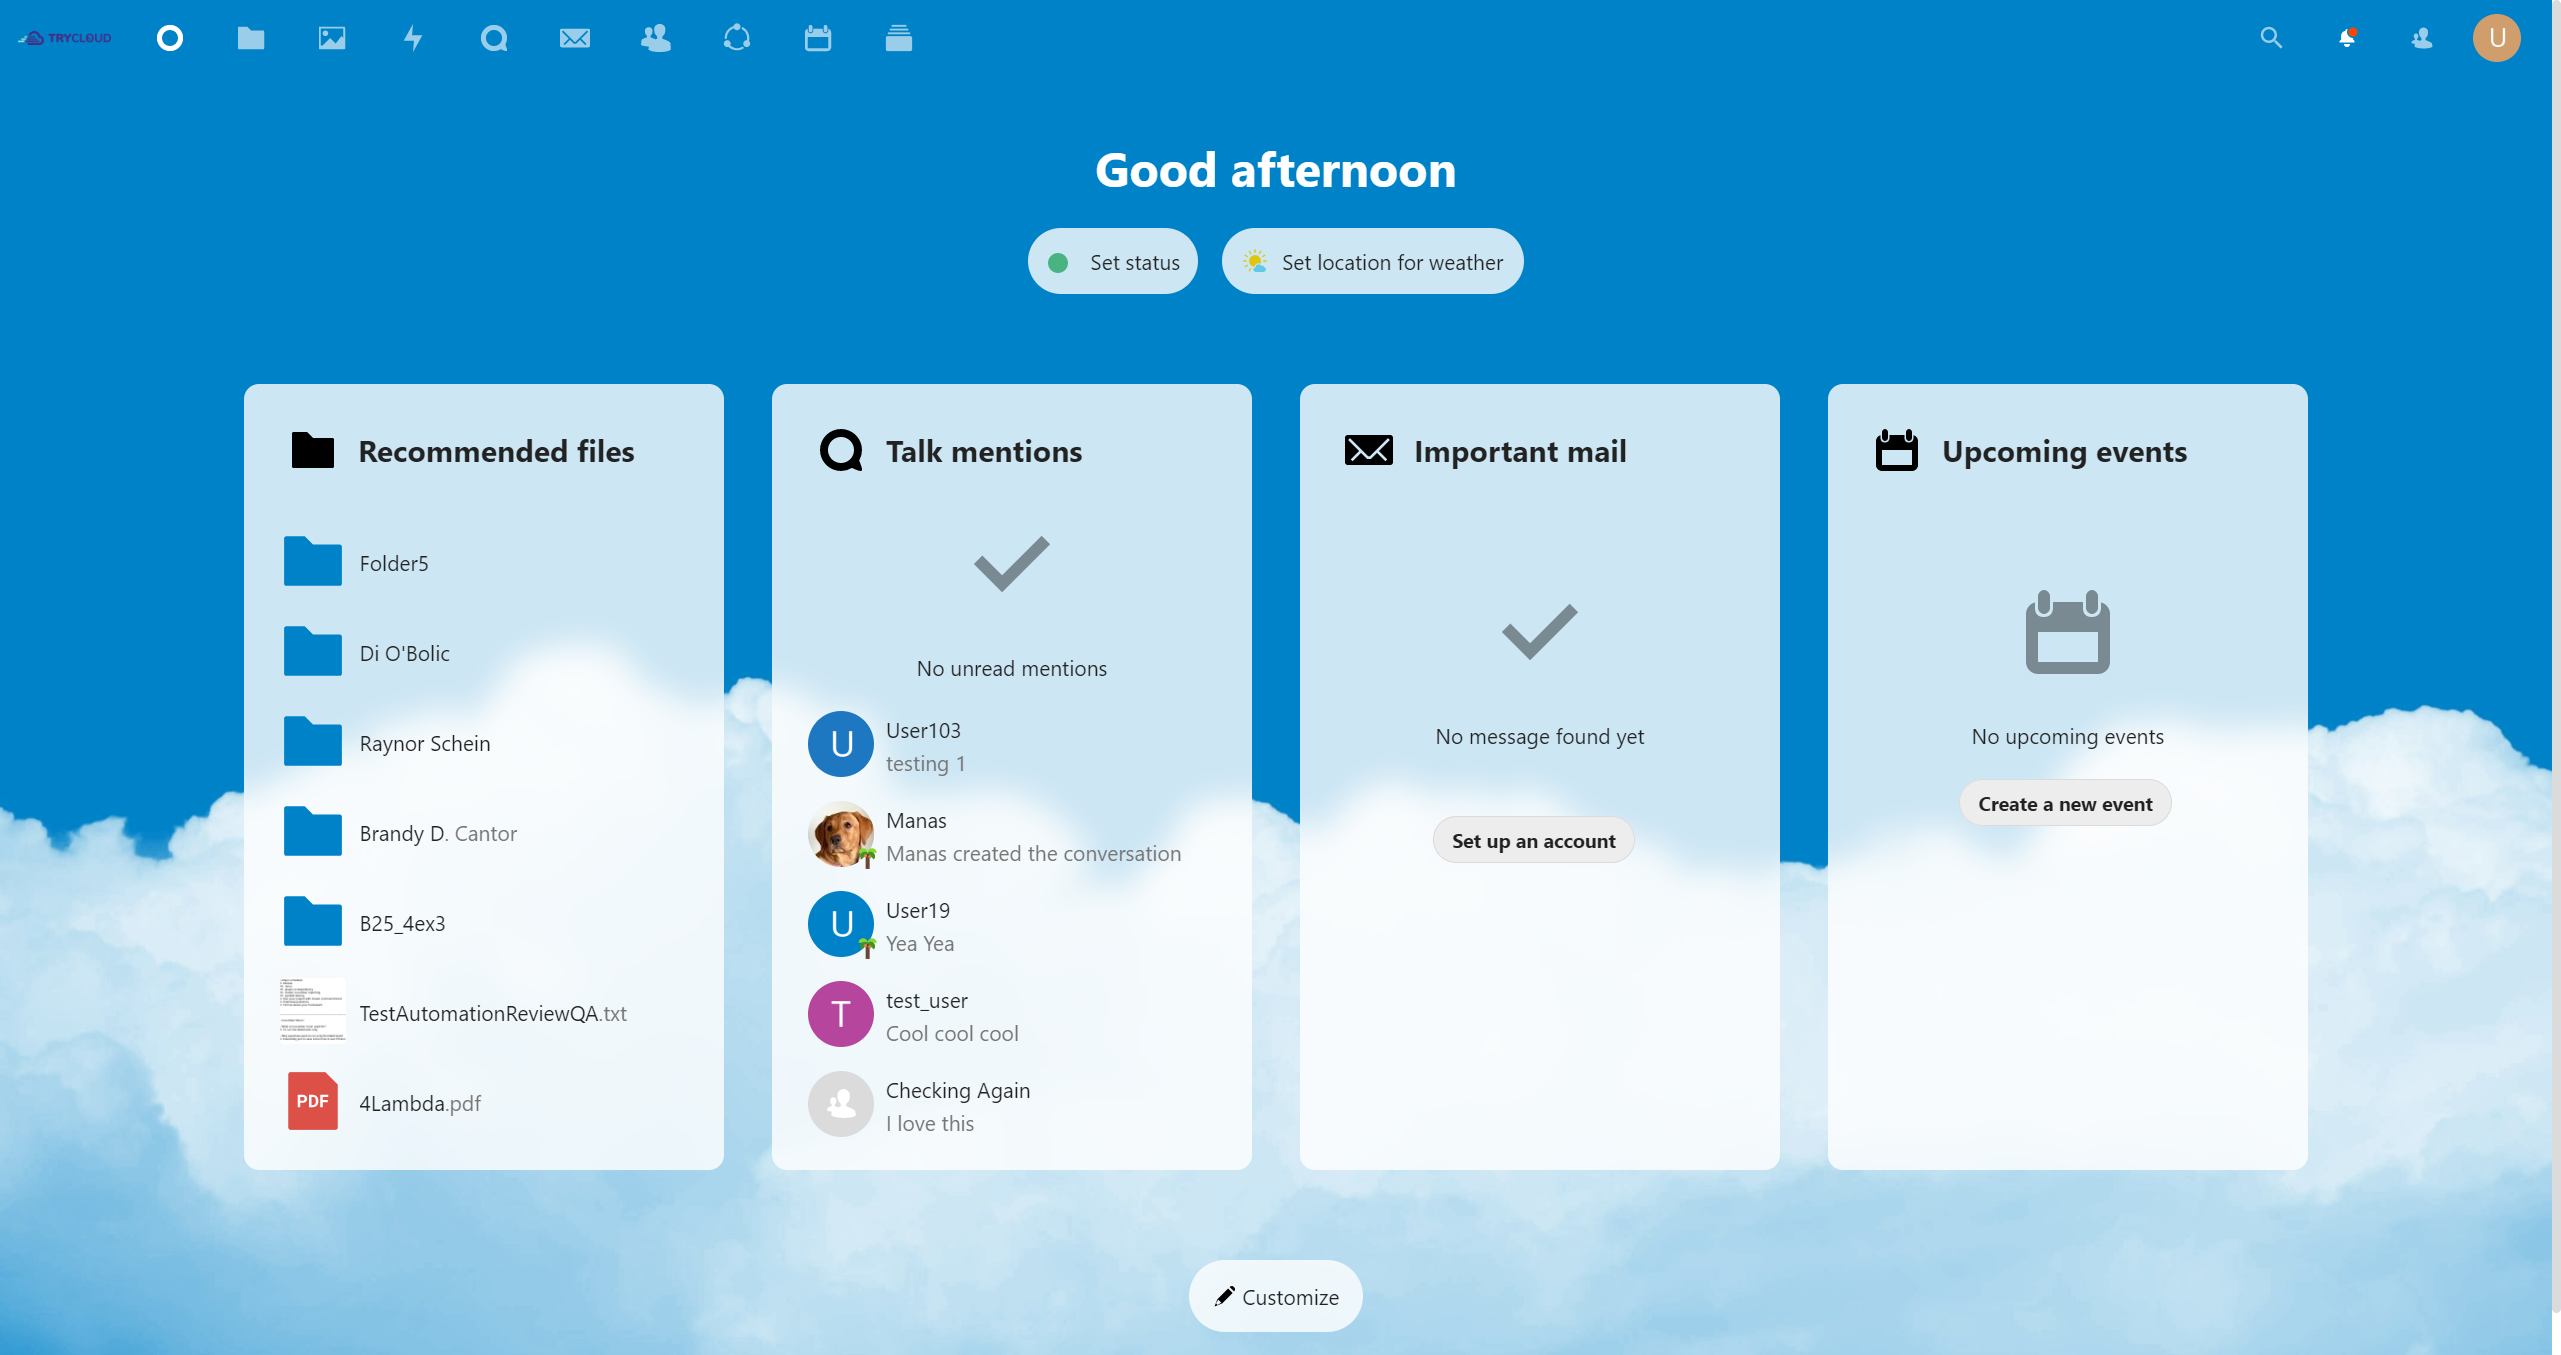 TRYCLOUD
U
Good afternoon
Set status
Set location for weather
Recommended files
Folder5
Di O'Bolic
Raynor Schein
Brandy D. Cantor
B25_4ex3
TestAutomationReviewQA.txt
PDF
4Lambda.pdf
Talk mentions
No unread mentions
U
User103
testing 1
Manas
Manas created the conversation
U
User19
Yea Yea
T
test_user
Cool cool cool
Checking Again
I love this
Important mail
No message found yet
Set up an account
Upcoming events
No upcoming events
Create a new event
Customize